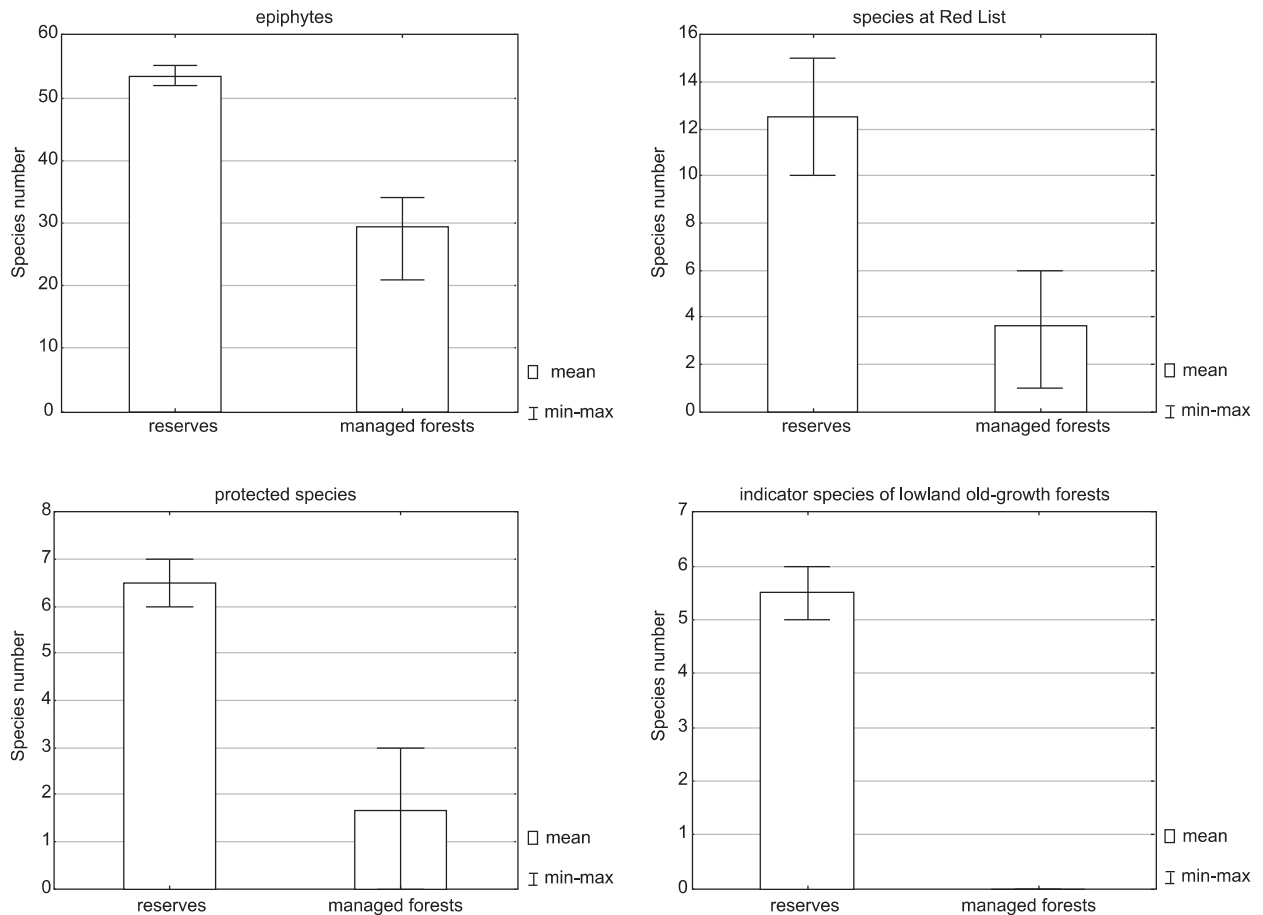 epiphytes
Species number
60
50
40
30
20
10
0
reserves managed forests
mean
min-max
species at Red List
Species number
16
14
12
10
8
6
4
2
0
reserves managed forests
mean
min-max
protected species
Species number
8
7
6
5
4
3
2
1
0
reserves managed forests
mean
min-max
indicator species of lowland old-growth forests
Species number
7
6
5
4
3
2
1
0
reserves managed forests
mean
min-max